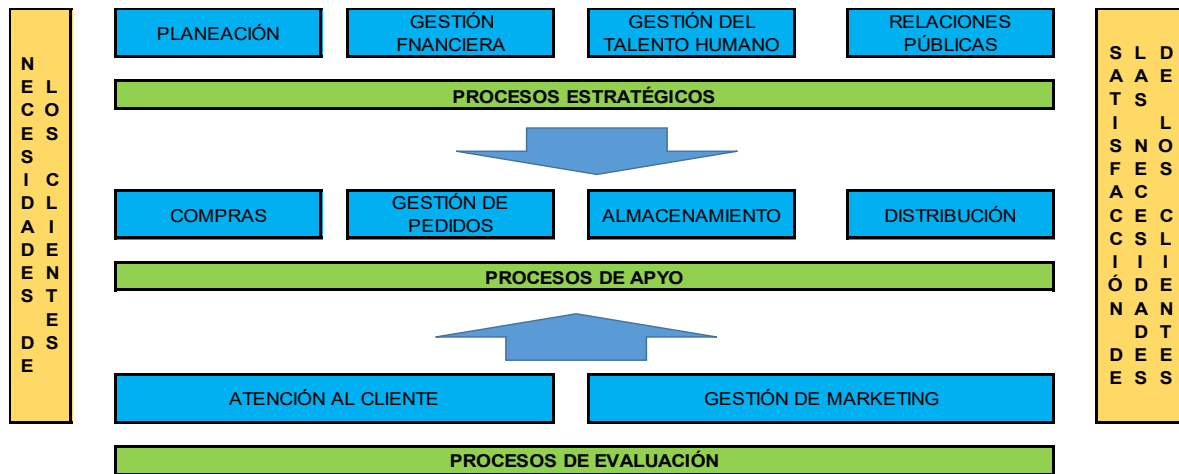 NECESIDADES DE
LOS CLIENTES
PLANEACIÓN
GESTIÓN
FNANCIERA
GESTIÓN DEL
TALENTO HUMANO
RELACIONES
PÚBLICAS
PROCESOS ESTRATÉGICOS
COMPRAS
GESTIÓN DE
PEDIDOS
ALMACENAMIENTO
DISTRIBUCIÓN
PROCESOS DE APYO
ATENCIÓN AL CLIENTE
GESTIÓN DE MARKETING
PROCESOS DE EVALUACIÓN
SATISFACCIÓN DE
LAS NECESIDADES
DE LOS CLIENTES